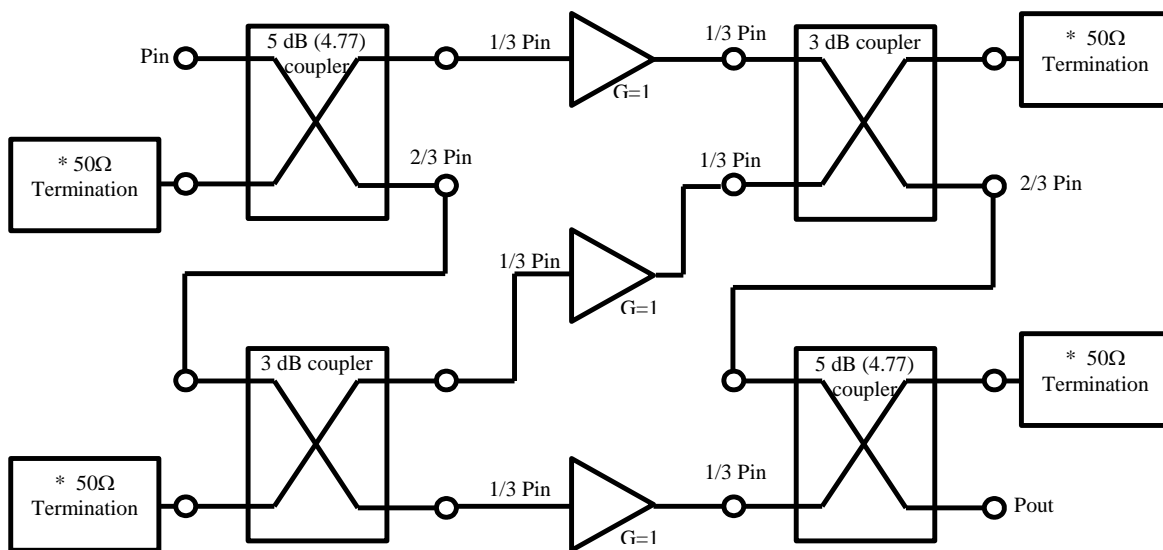 5 dB (4.77)
coupler
Pin
1/3 Pin
G=1
1/3 Pin
3 dB coupler
* 50Ω
Termination
* 50Ω
Termination
2/3 Pin
1/3 Pin
2/3 Pin
1/3 Pin
G=1
3 dB coupler
5 dB (4.77)
coupler
* 50Ω
Termination
* 50Ω
Termination
1/3 Pin
G=1
1/3 Pin
Pout